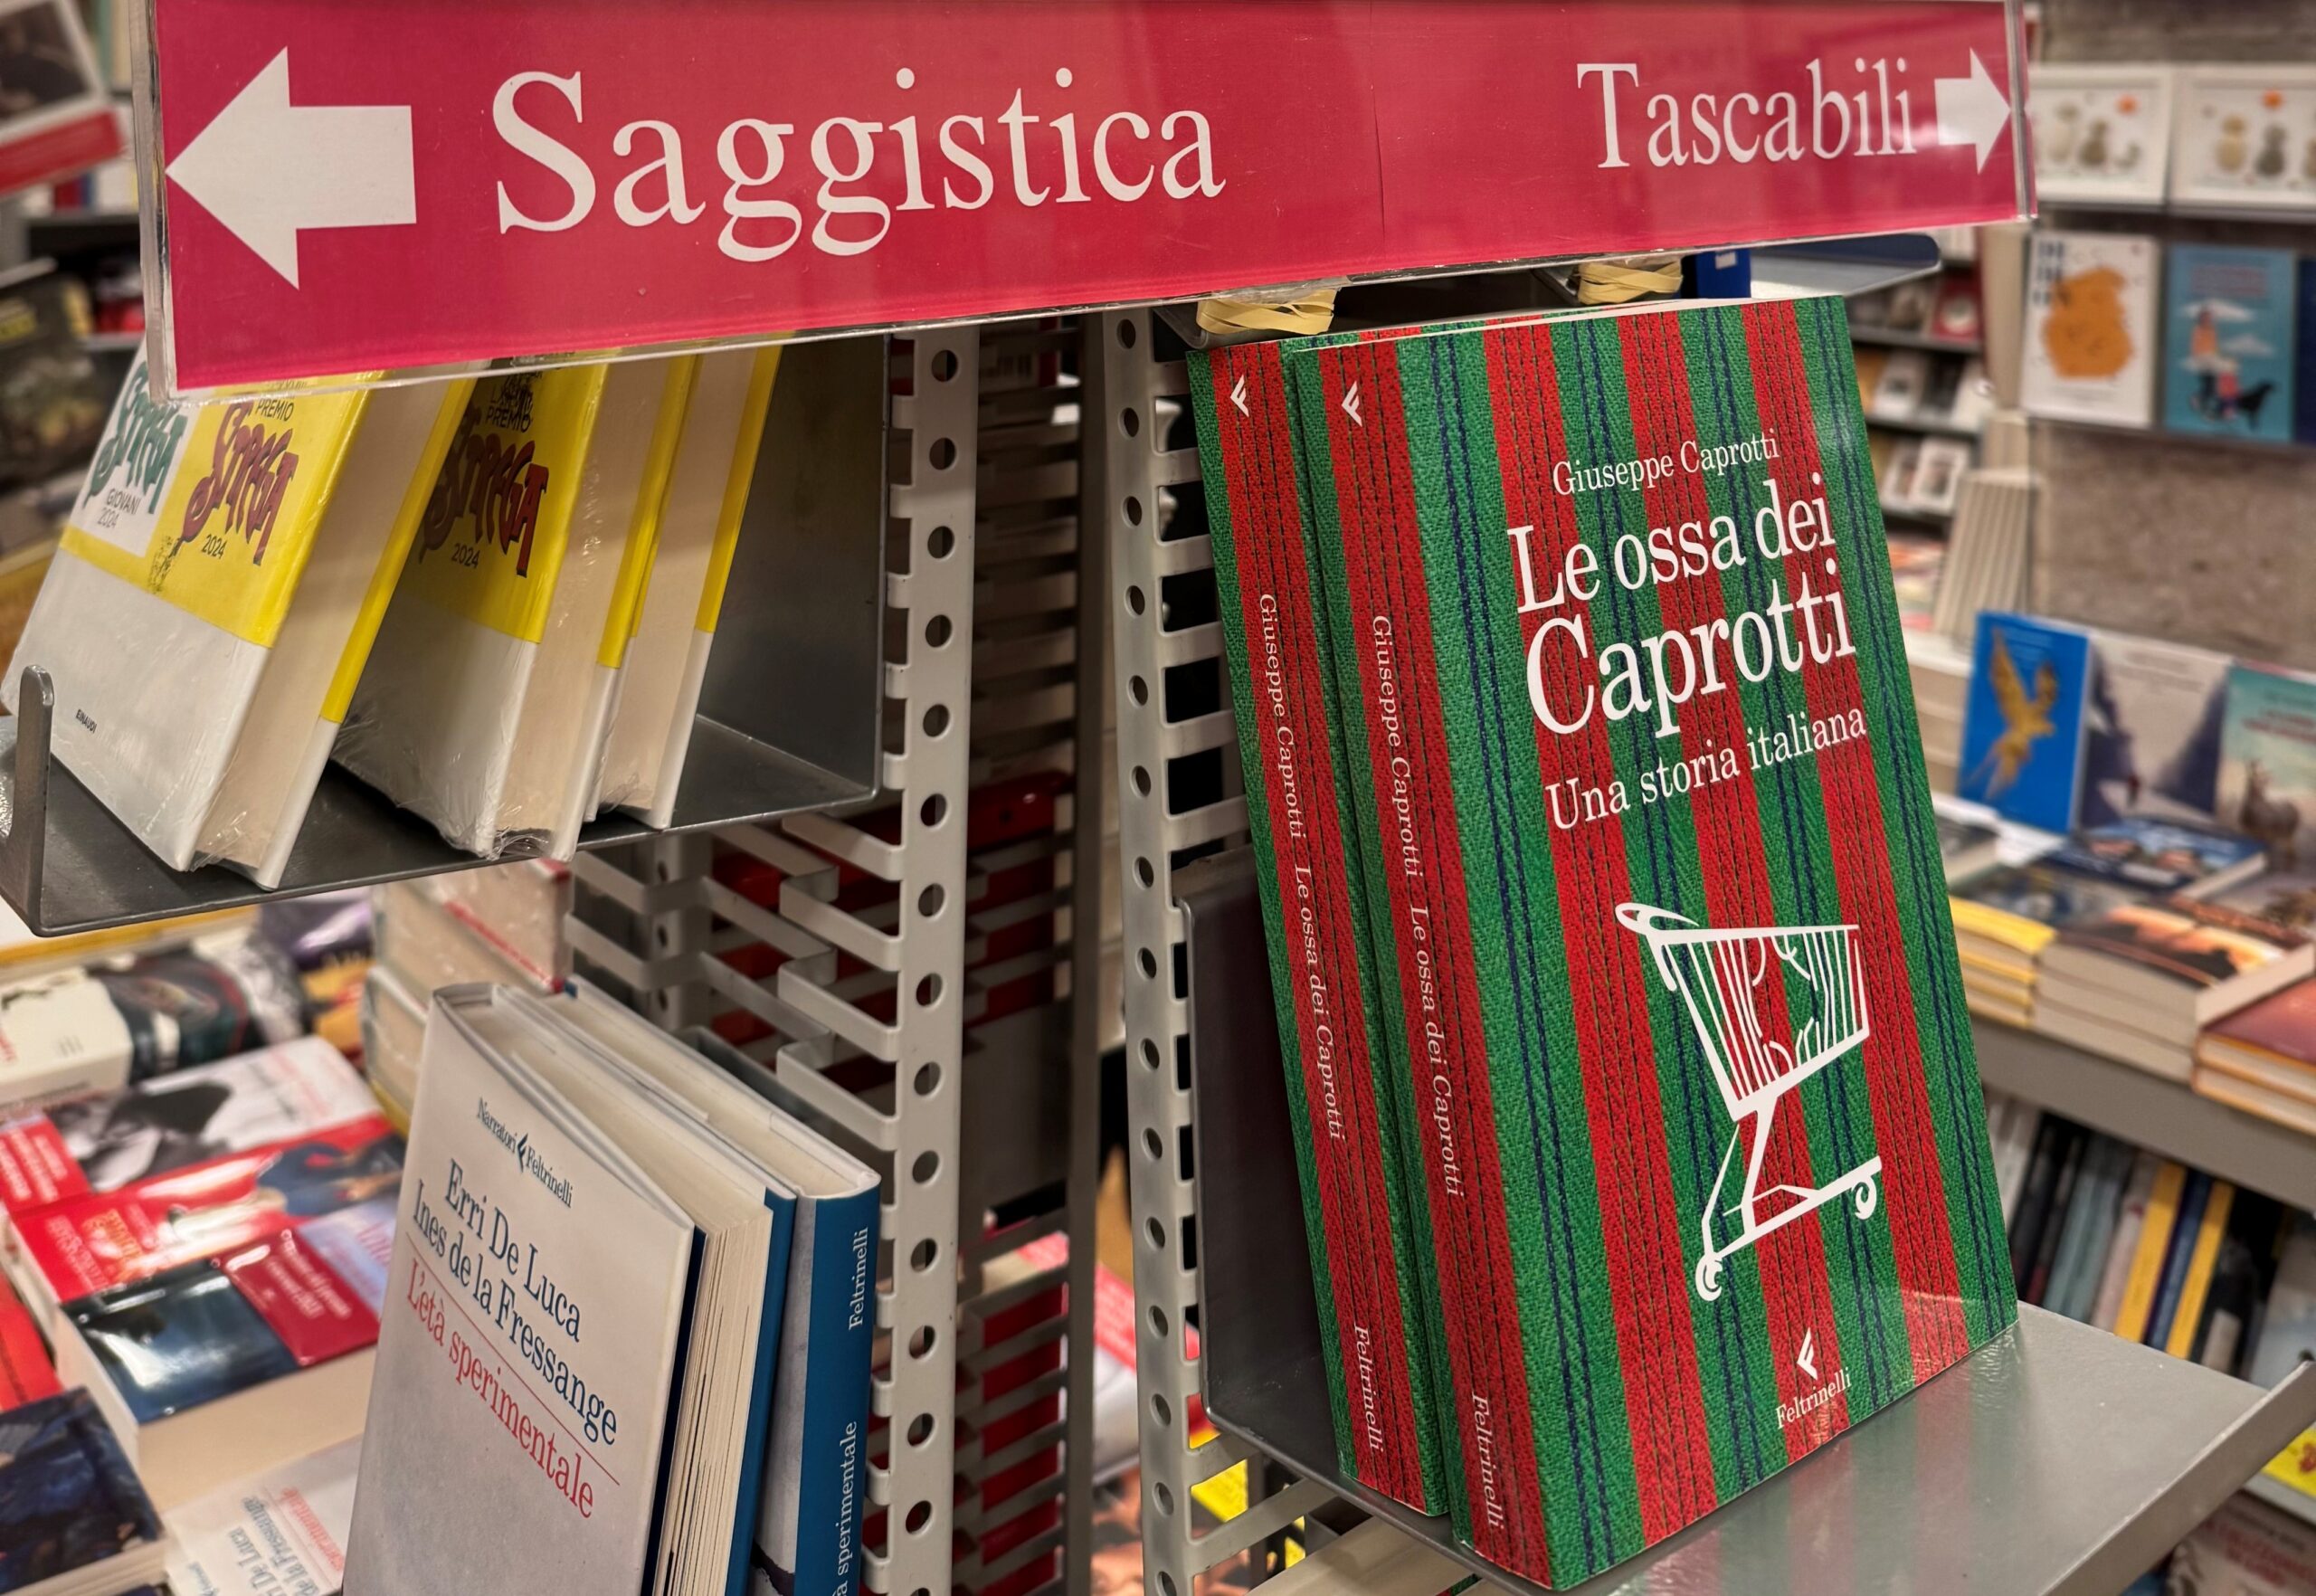 Saggistica
Tascabili
STREGA
GIOVANI
2024
PREMIO
STREGA
2024
EINAUDI
PREMIO
STREGA
2024
Narratori Feltrinelli
Erri De Luca
Ines de la Fressange
L'età sperimentale
Feltrinelli
sperimentale
Giuseppe Caprotti Le ossa dei Caprotti
Feltrinelli
Giuseppe Caprotti Le ossa dei Caprotti
Feltrinelli
Giuseppe Caprotti
Le ossa dei
Caprotti
Una storia italiana
Feltrinelli